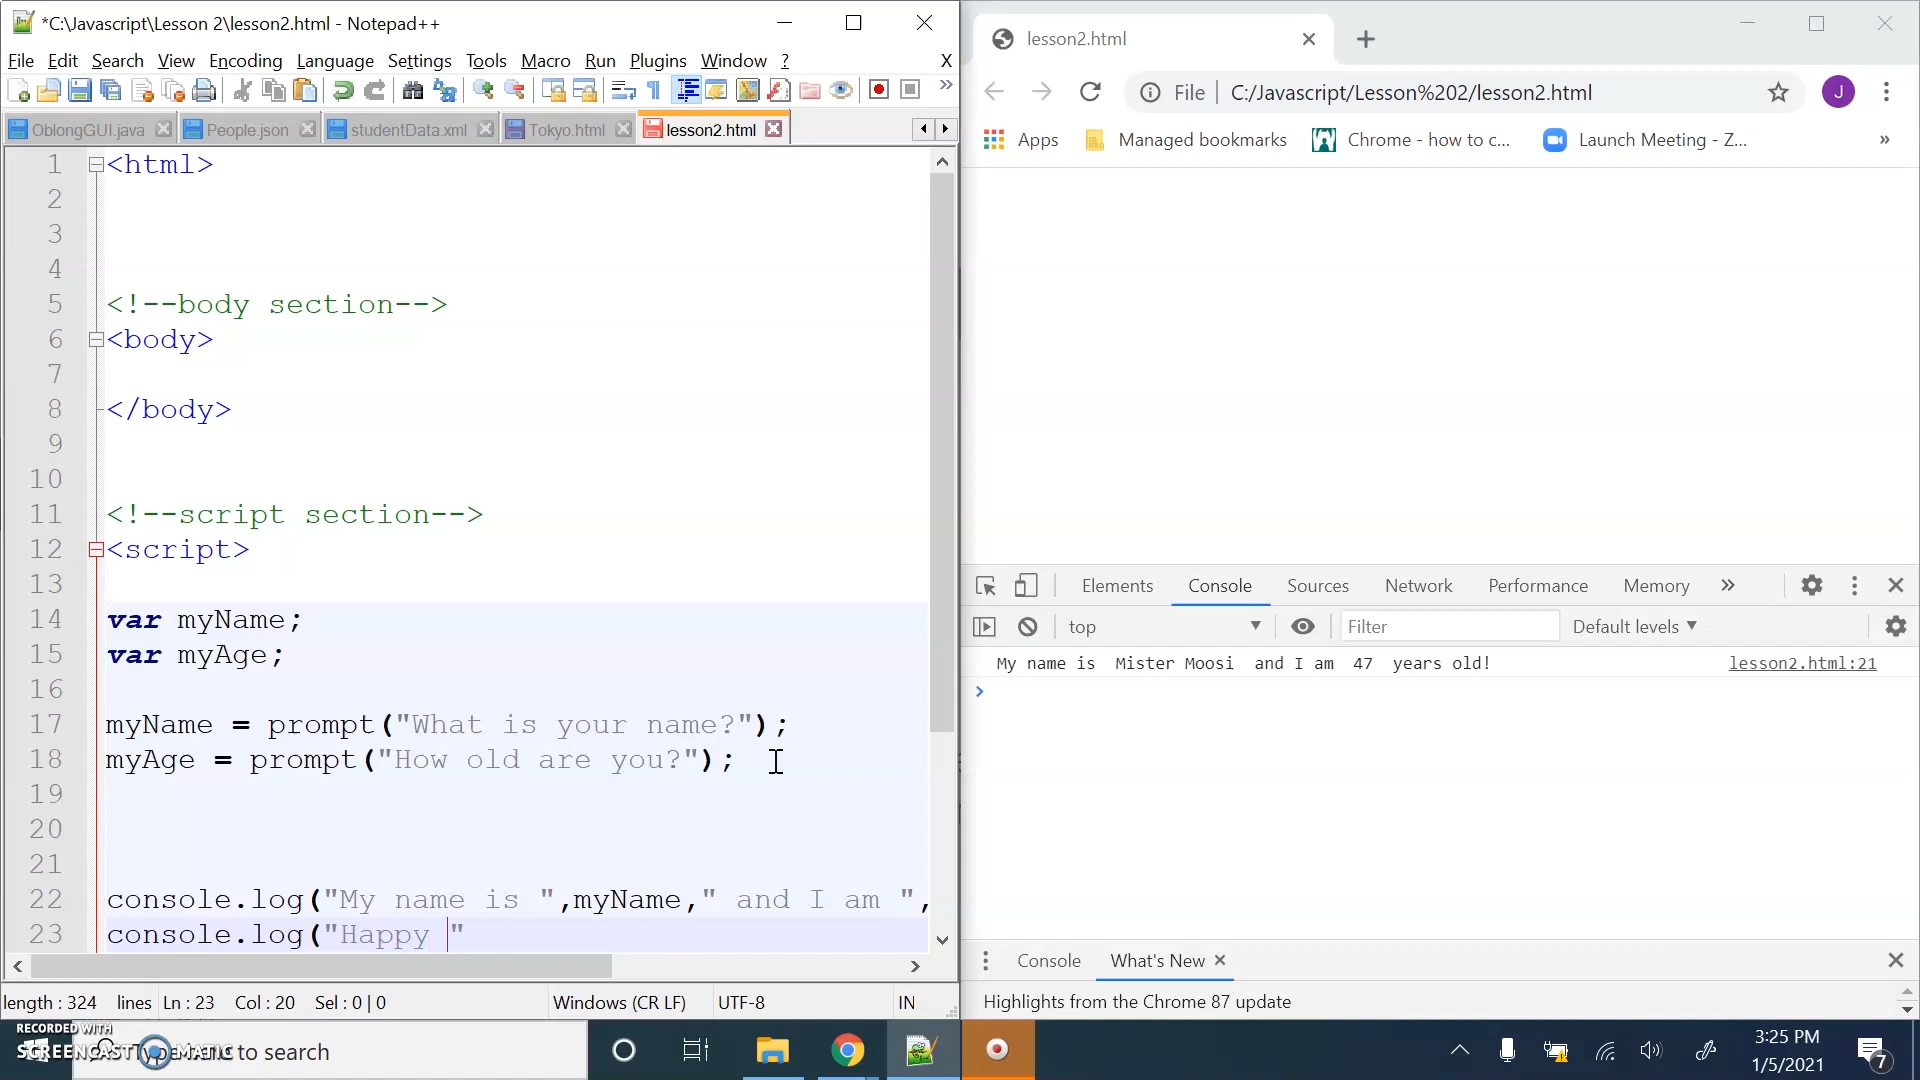 *C:\Javascript\Lesson 2\lesson2.html - Notepad++
File Edit Search View Encoding Language Settings Tools Macro Run Plugins Window ? X
OblongGUI.java People.json studentData.xml Tokyo.html lesson2.html
1 <html>
2
3
4
5 <!--body section-->
6 <body>
7
8 </body>
9
10
11 <!--script section-->
12 <script>
13
14 var myName;
15 var myAge;
16
17 myName = prompt("What is your name?");
18 myAge = prompt("How old are you?");
19
20
21
22 console.log("My name is ",myName," and I am ",
23 console.log("Happy "
length : 324 lines Ln : 23 Col : 20 Sel : 0 | 0 Windows (CR LF) UTF-8 IN
lesson2.html
File | C:/Javascript/Lesson%202/lesson2.html J
Apps Managed bookmarks Chrome - how to c... Launch Meeting - Z... »
Elements Console Sources Network Performance Memory »
top Filter Default levels
My name is Mister Moosi and I am 47 years old! lesson2.html:21
Console What's New
Highlights from the Chrome 87 update
RECORDED WITH
SCREENCAST MATIC
to search
3:25 PM
1/5/2021
7